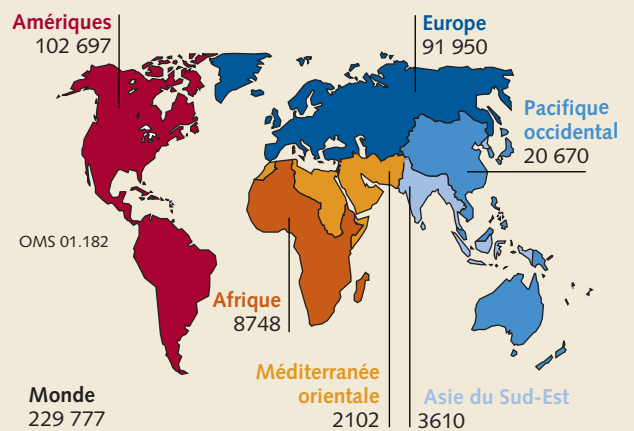 Amériques
102 697
Europe
91 950
Pacifique
occidental
20 670
OMS 01.182
Afrique
8748
Méditerranée
orientale
2102
Asie du Sud-Est
3610
Monde
229 777